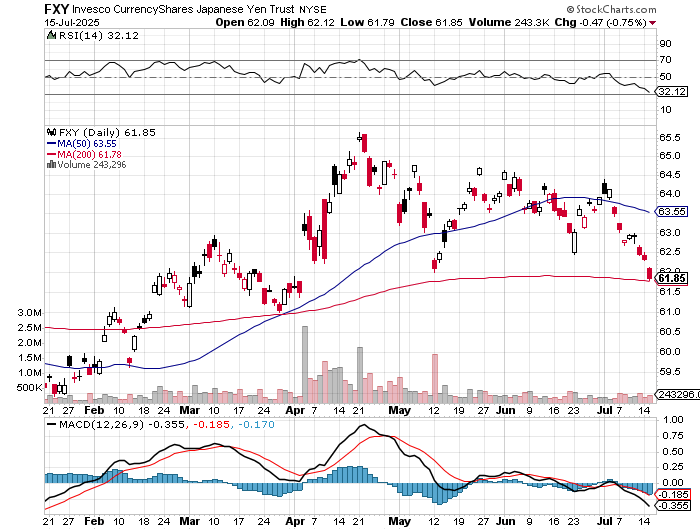 FXY Invesco CurrencyShares Japanese Yen Trust NYSE
© StockCharts.com
15-Jul-2025
Open 62.09 High 62.12 Low 61.79 Close 61.85 Volume 243.3K Chg -0.47 (-0.75%)
RSI(14) 32.12
90
70
50
32.12
10
FXY (Daily) 61.85
MA(50) 63.55
MA(200) 61.78
Volume 243,296
65.5
65.0
64.5
64.0
63.55
63.0
62.5
62.0
61.85
61.5
61.0
60.5
60.0
59.5
243296.0
3.0M
2.5M
2.0M
1.5M
1.0M
500K
21 27 Feb 10 18 24 Mar 10 17 24 Apr 7 14 21 May 12 19 27 Jun 9 16 23 Jul 7 14
MACD(12,26,9) -0.355, -0.185, -0.170
1.00
0.75
0.50
0.25
0.00
-0.185
-0.355
21 27 Feb 10 18 24 Mar 10 17 24 Apr 7 14 21 May 12 19 27 Jun 9 16 23 Jul 7 14